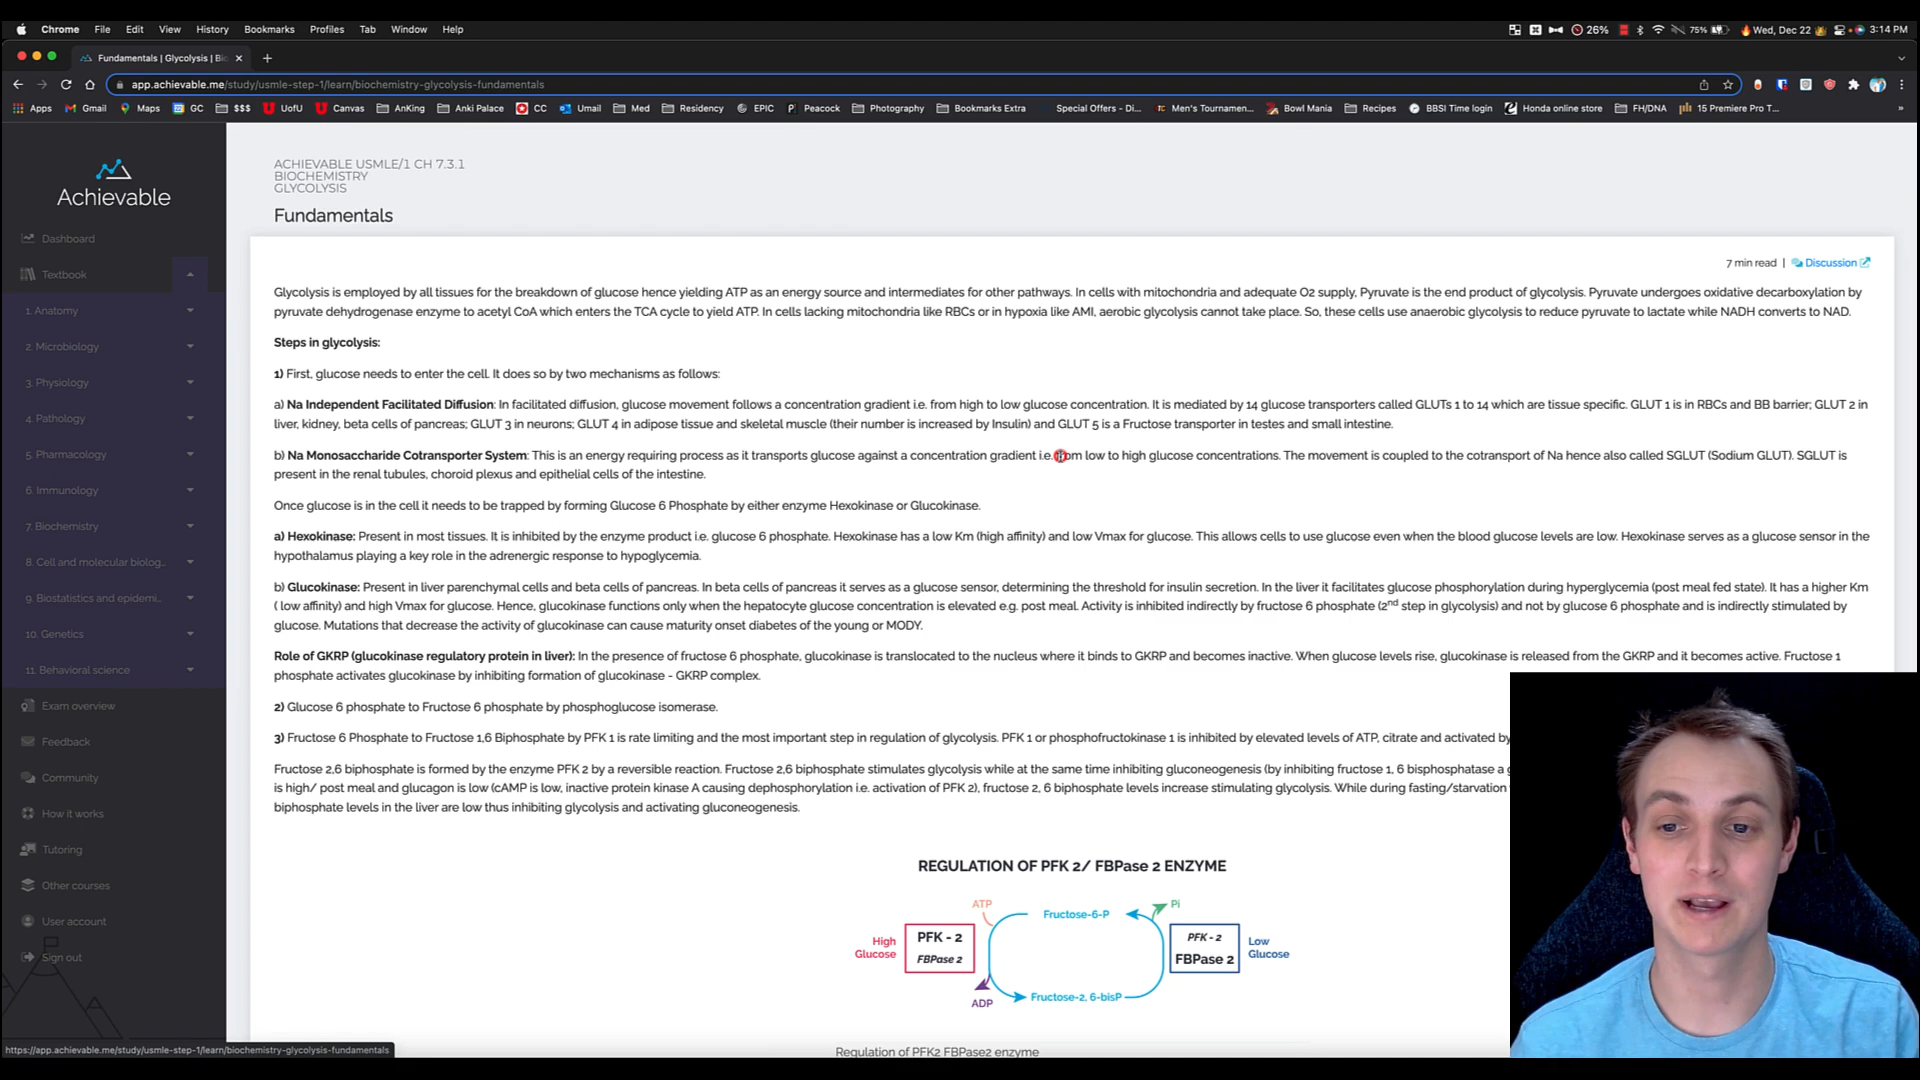 Chrome File Edit View History Bookmarks Profiles Tab Window Help 26% 75% Wed, Dec 22 3:14 PM
Fundamentals | Glycolysis | Bio
app.achievable.me/study/usmle-step-1/learn/biochemistry-glycolysis-fundamentals
Apps Gmail Maps GC $$$ UofU Canvas AnKing Anki Palace CC Umail Med Residency EPIC Peacock Photography Bookmarks Extra Special Offers - Di... Men's Tournamen... Bowl Mania Recipes BBSI Time login Honda online store FH/DNA 15 Premiere Pro T... »
Achievable
Dashboard
Textbook
1. Anatomy
2. Microbiology
3. Physiology
4. Pathology
5. Pharmacology
6. Immunology
7. Biochemistry
8. Cell and molecular biolog...
9. Biostatistics and epidemi...
10. Genetics
11. Behavioral science
Exam overview
Feedback
Community
How it works
Tutoring
Other courses
User account
Sign out
ACHIEVABLE USMLE/1 CH 7.3.1
BIOCHEMISTRY
GLYCOLYSIS
Fundamentals
7 min read | Discussion
Glycolysis is employed by all tissues for the breakdown of glucose hence yielding ATP as an energy source and intermediates for other pathways. In cells with mitochondria and adequate O2 supply, Pyruvate is the end product of glycolysis. Pyruvate undergoes oxidative decarboxylation by
pyruvate dehydrogenase enzyme to acetyl CoA which enters the TCA cycle to yield ATP. In cells lacking mitochondria like RBCs or in hypoxia like AMI, aerobic glycolysis cannot take place. So, these cells use anaerobic glycolysis to reduce pyruvate to lactate while NADH converts to NAD.
Steps in glycolysis:
1) First, glucose needs to enter the cell. It does so by two mechanisms as follows:
a) Na Independent Facilitated Diffusion: In facilitated diffusion, glucose movement follows a concentration gradient i.e. from high to low glucose concentration. It is mediated by 14 glucose transporters called GLUTs 1 to 14 which are tissue specific. GLUT 1 is in RBCs and BB barrier; GLUT 2 in
liver, kidney, beta cells of pancreas; GLUT 3 in neurons; GLUT 4 in adipose tissue and skeletal muscle (their number is increased by Insulin) and GLUT 5 is a Fructose transporter in testes and small intestine.
b) Na Monosaccharide Cotransporter System: This is an energy requiring process as it transports glucose against a concentration gradient i.e. from low to high glucose concentrations. The movement is coupled to the cotransport of Na hence also called SGLUT (Sodium GLUT). SGLUT is
present in the renal tubules, choroid plexus and epithelial cells of the intestine.
Once glucose is in the cell it needs to be trapped by forming Glucose 6 Phosphate by either enzyme Hexokinase or Glucokinase.
a) Hexokinase: Present in most tissues. It is inhibited by the enzyme product i.e. glucose 6 phosphate. Hexokinase has a low Km (high affinity) and low Vmax for glucose. This allows cells to use glucose even when the blood glucose levels are low. Hexokinase serves as a glucose sensor in the
hypothalamus playing a key role in the adrenergic response to hypoglycemia.
b) Glucokinase: Present in liver parenchymal cells and beta cells of pancreas. In beta cells of pancreas it serves as a glucose sensor, determining the threshold for insulin secretion. In the liver it facilitates glucose phosphorylation during hyperglycemia (post meal fed state). It has a higher Km
( low affinity) and high Vmax for glucose. Hence, glucokinase functions only when the hepatocyte glucose concentration is elevated e.g. post meal. Activity is inhibited indirectly by fructose 6 phosphate (2nd step in glycolysis) and not by glucose 6 phosphate and is indirectly stimulated by
glucose. Mutations that decrease the activity of glucokinase can cause maturity onset diabetes of the young or MODY.
Role of GKRP (glucokinase regulatory protein in liver): In the presence of fructose 6 phosphate, glucokinase is translocated to the nucleus where it binds to GKRP and becomes inactive. When glucose levels rise, glucokinase is released from the GKRP and it becomes active. Fructose 1
phosphate activates glucokinase by inhibiting formation of glucokinase - GKRP complex.
2) Glucose 6 phosphate to Fructose 6 phosphate by phosphoglucose isomerase.
3) Fructose 6 Phosphate to Fructose 1,6 Biphosphate by PFK 1 is rate limiting and the most important step in regulation of glycolysis. PFK 1 or phosphofructokinase 1 is inhibited by elevated levels of ATP, citrate and activated by
Fructose 2,6 biphosphate is formed by the enzyme PFK 2 by a reversible reaction. Fructose 2,6 biphosphate stimulates glycolysis while at the same time inhibiting gluconeogenesis (by inhibiting fructose 1, 6 bisphosphatase a g
is high/ post meal and glucagon is low (cAMP is low, inactive protein kinase A causing dephosphorylation i.e. activation of PFK 2), fructose 2, 6 biphosphate levels increase stimulating glycolysis. While during fasting/starvation
biphosphate levels in the liver are low thus inhibiting glycolysis and activating gluconeogenesis.
REGULATION OF PFK 2/ FBPase 2 ENZYME
ATP
Fructose-6-P
Pi
High
Glucose
PFK - 2
FBPase 2
PFK - 2
FBPase 2
Low
Glucose
ADP
Fructose-2, 6-bisP
Regulation of PFK2 FBPase2 enzyme
https://app.achievable.me/study/usmle-step-1/learn/biochemistry-glycolysis-fundamentals